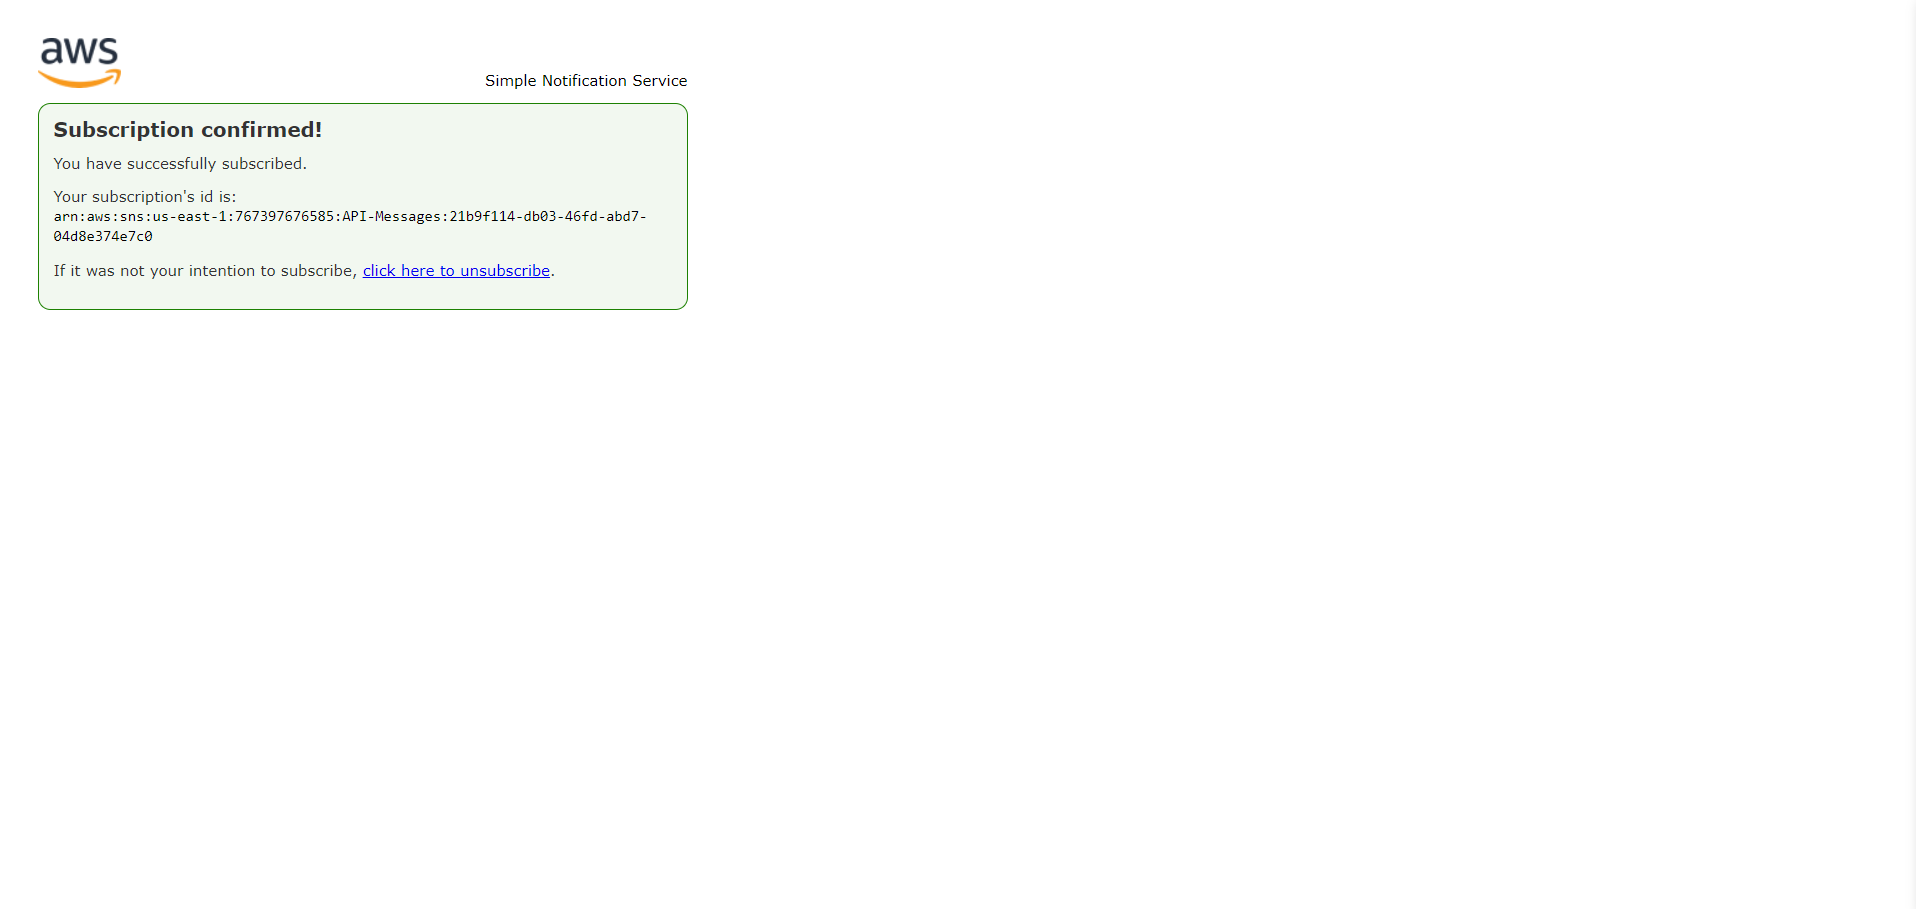 aws
Simple Notification Service
Subscription confirmed!
You have successfully subscribed.
Your subscription's id is:
arn:aws:sns:us-east-1:767397676585:API-Messages:21b9f114-db03-46fd-abd7-
04d8e374e7c0
If it was not your intention to subscribe, click here to unsubscribe.